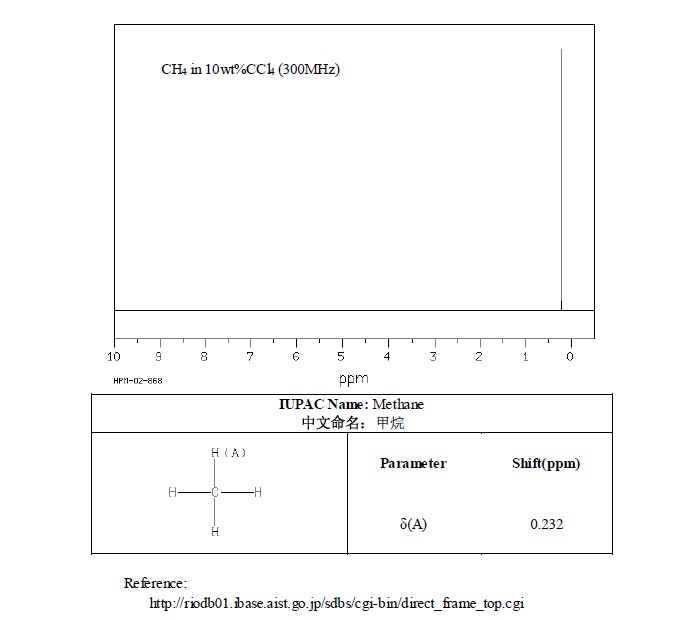 CH₄ in 10wt%CCl₄ (300MHz)
10 9 8 7 6 5 4 3 2 1 0
HPM-02-868
ppm
IUPAC Name: Methane
中文命名：甲烷
H(A)
H C H
H
Parameter Shift(ppm)
δ(A) 0.232
Reference:
http://riodb01.ibase.aist.go.jp/sdbs/cgi-bin/direct_frame_top.cgi